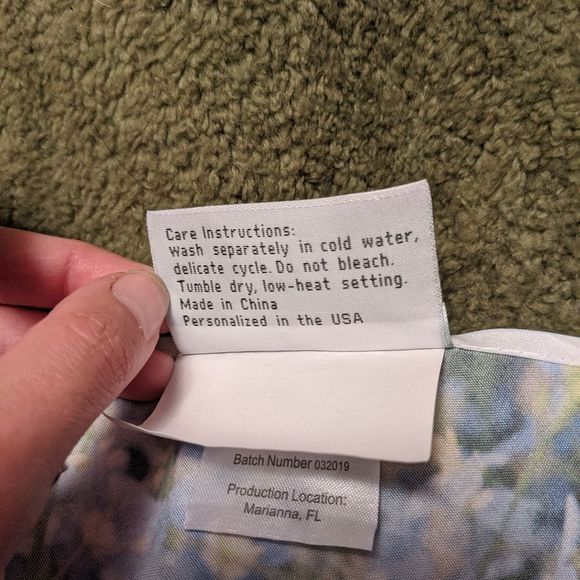 Care Instructions:
Wash separately in cold water,
delicate cycle. Do not bleach.
Tumble dry, low-heat setting.
Made in China
Personalized in the USA
Batch Number 032019
Production Location:
Marianna, FL